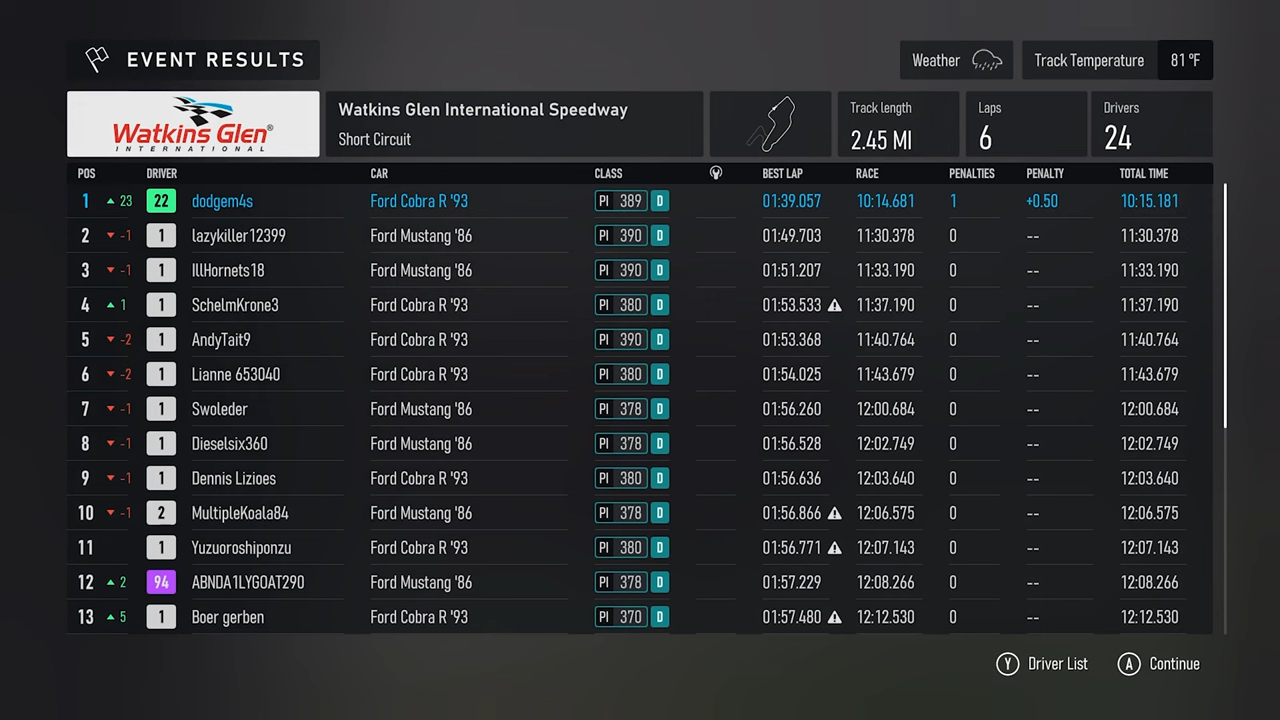 EVENT RESULTS
Weather
Track Temperature 81 °F
Watkins Glen®
INTERNATIONAL
Watkins Glen International Speedway
Short Circuit
Track length
2.45 MI
Laps
6
Drivers
24
POS DRIVER CAR CLASS BEST LAP RACE PENALTIES PENALTY TOTAL TIME
1 23 22 dodgem4s Ford Cobra R '93 PI 389 D 01:39.057 10:14.681 1 +0.50 10:15.181
2 -1 1 lazykiller12399 Ford Mustang '86 PI 390 D 01:49.703 11:30.378 0 -- 11:30.378
3 -1 1 IllHornets18 Ford Mustang '86 PI 390 D 01:51.207 11:33.190 0 -- 11:33.190
4 1 1 SchelmKrone3 Ford Cobra R '93 PI 380 D 01:53.533 11:37.190 0 -- 11:37.190
5 -2 1 AndyTait9 Ford Cobra R '93 PI 390 D 01:53.368 11:40.764 0 -- 11:40.764
6 -2 1 Lianne 653040 Ford Cobra R '93 PI 380 D 01:54.025 11:43.679 0 -- 11:43.679
7 -1 1 Swoleder Ford Mustang '86 PI 378 D 01:56.260 12:00.684 0 -- 12:00.684
8 -1 1 Dieselsix360 Ford Mustang '86 PI 378 D 01:56.528 12:02.749 0 -- 12:02.749
9 -1 1 Dennis Lizioes Ford Cobra R '93 PI 380 D 01:56.636 12:03.640 0 -- 12:03.640
10 -1 2 MultipleKoala84 Ford Mustang '86 PI 378 D 01:56.866 12:06.575 0 -- 12:06.575
11 1 Yuzuoroshiponzu Ford Cobra R '93 PI 380 D 01:56.771 12:07.143 0 -- 12:07.143
12 2 94 ABNDA1LYGOAT290 Ford Mustang '86 PI 378 D 01:57.229 12:08.266 0 -- 12:08.266
13 5 1 Boer gerben Ford Cobra R '93 PI 370 D 01:57.480 12:12.530 0 -- 12:12.530
Y Driver List A Continue